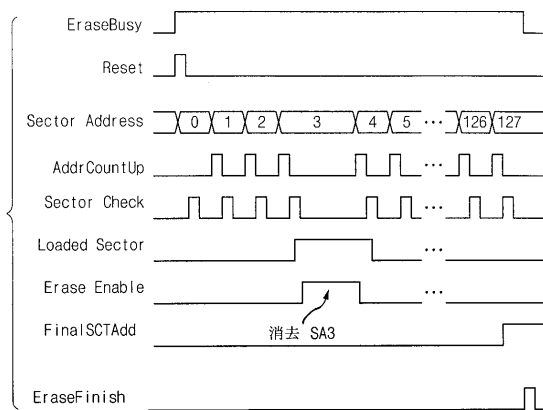 EraseBusy
Reset
Sector Address 0 1 2 3 4 5 ··· 126 127
AddrCountUp ···
Sector Check ···
Loaded Sector ···
Erase Enable ···
消去 SA3
FinalSCTAdd
EraseFinish